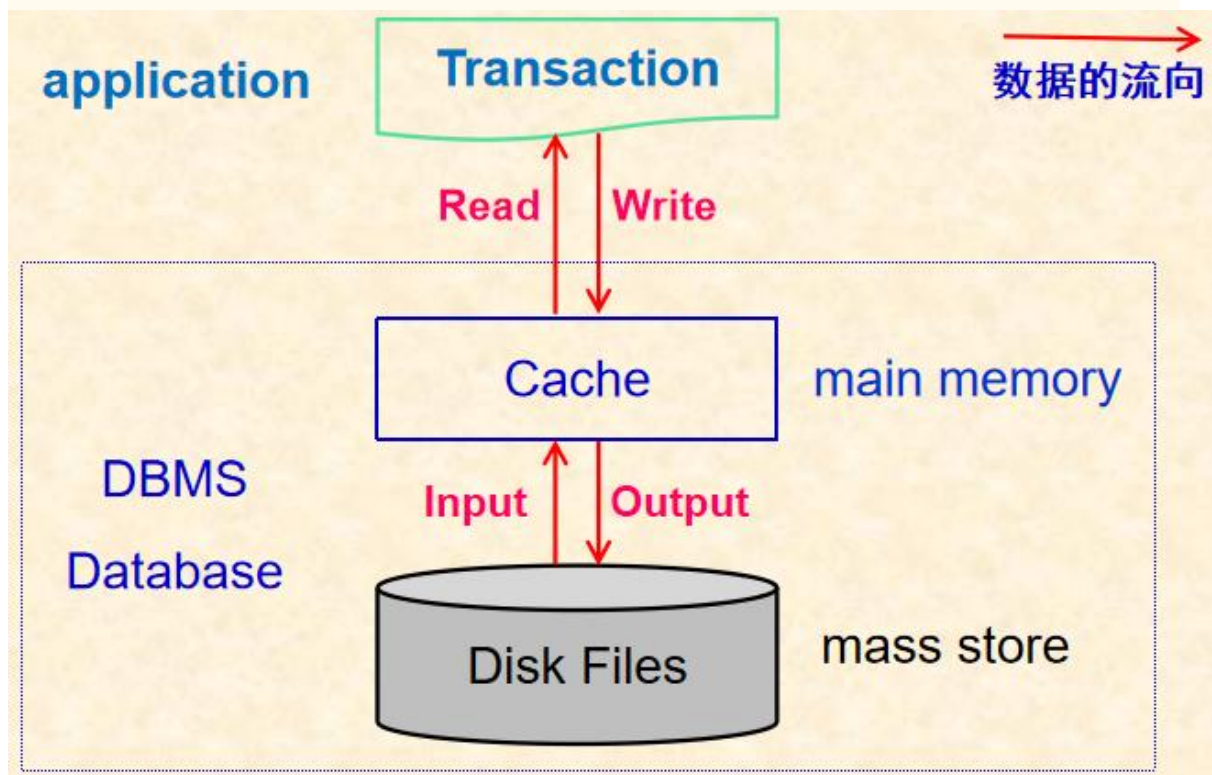 application
Transaction
数据的流向
Read
Write
Cache
main memory
DBMS
Input
Output
Database
Disk Files
mass store